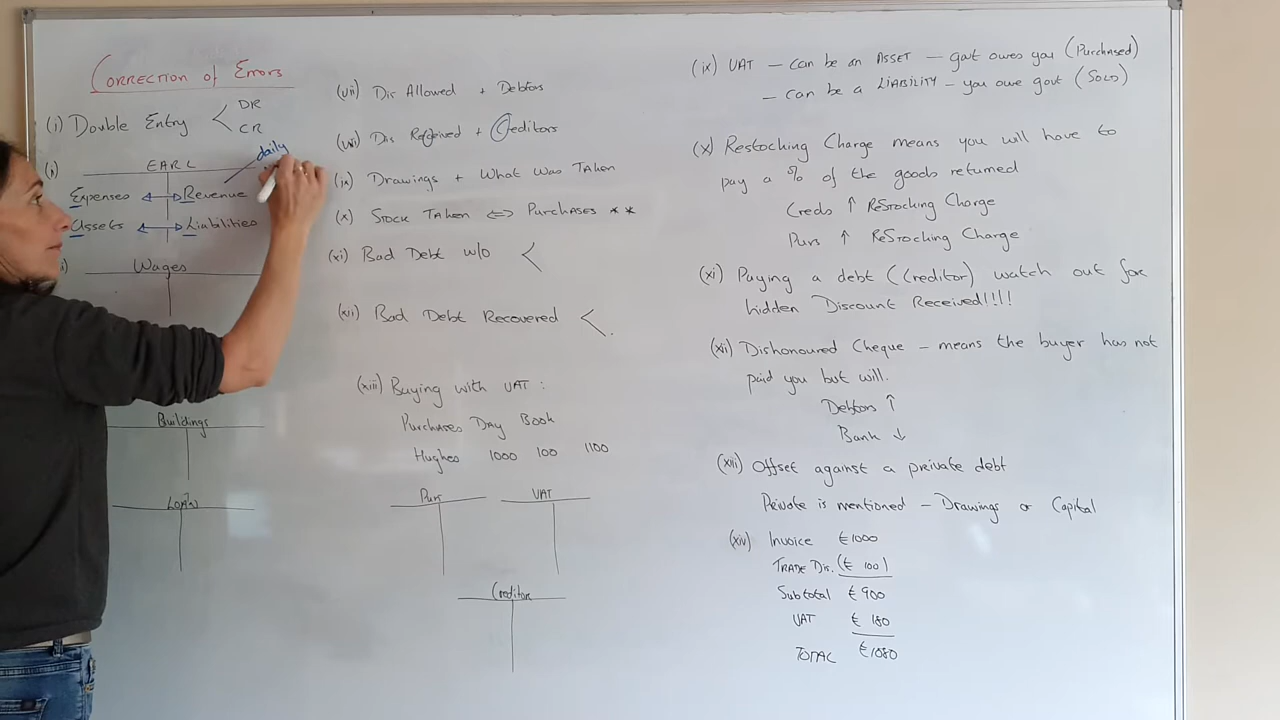 CORRECTION of Errors
(i) Double Entry
DR
CR
(ii)
EARL
daily
Expenses Revenue
Assets Liabilities
Wages
Buildings
LOAN
(vii) Dis Allowed + Debtors
(viii) Dis Received + Creditors
(ix) Drawings + What Was Taken
(x) Stock Taken ⇔ Purchases **
(xi) Bad Debt w/o <
(xii) Bad Debt Recovered <
(xiii) Buying with VAT :
Purchases Day Book
Hughes 1000 100 1100
Purs VAT
Creditor
(ix) VAT - can be an ASSET - govt owes you (Purchased)
- can be a LIABILITY - you owe govt (SOLD)
(x) Restocking Charge means you will have to
pay a % of the goods returned
Creds ↑ ReStocking Charge
Purs ↑ ReStocking Charge
(xi) Paying a debt (Creditor) watch out for
hidden Discount Received!!!!
(xii) Dishonoured Cheque - means the buyer has not
paid you but will.
Debtors ↑
Bank ↓
(xiii) Offset against a private debt
Private is mentioned - Drawings or Capital
(xiv) Invoice €1000
TRADE Dis. (€ 100)
Subtotal €900
VAT € 180
TOTAL €1080